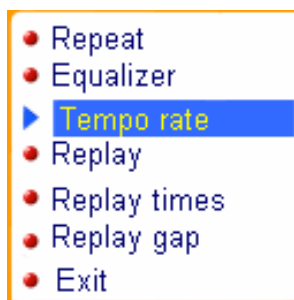 Repeat
Equalizer
Tempo rate
Replay
Replay times
Replay gap
Exit